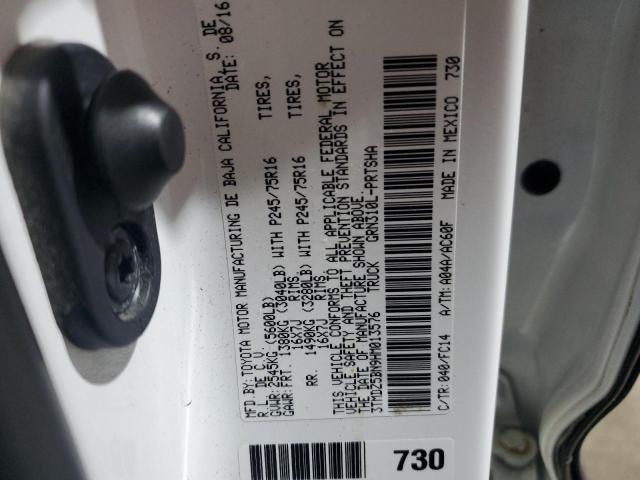 MFD.BY: TOYOTA MOTOR MANUFACTURING DE BAJA CALIFORNIA, S. DE
R.L. DE C.V. DATE: 08/16
GVWR: 2545KG (5600LB)
GAWR: FRT. 1380KG (3040LB) WITH P245/75R16 TIRES,
16X7J RIMS,
RR. 1490KG (3280LB) WITH P245/75R16 TIRES,
16X7J RIMS.
THIS VEHICLE CONFORMS TO ALL APPLICABLE FEDERAL MOTOR
VEHICLE SAFETY AND THEFT PREVENTION STANDARDS IN EFFECT ON
THE DATE OF MANUFACTURE SHOWN ABOVE.
3TMDZ5BN9HM013576 TRUCK GRN310L-PRTSHA
C/TR: 040/FC14 A/TM: A04A/AC60F MADE IN MEXICO 730
730